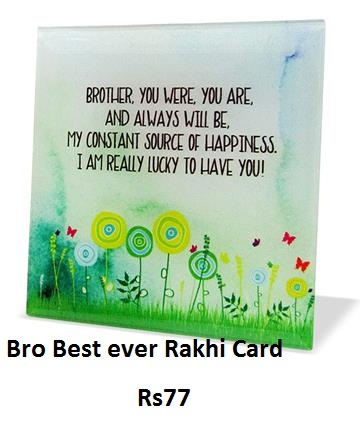 BROTHER, YOU WERE, YOU ARE,
AND ALWAYS WILL BE,
MY CONSTANT SOURCE OF HAPPINESS.
I AM REALLY LUCKY TO HAVE YOU!
Bro Best ever Rakhi Card
Rs77